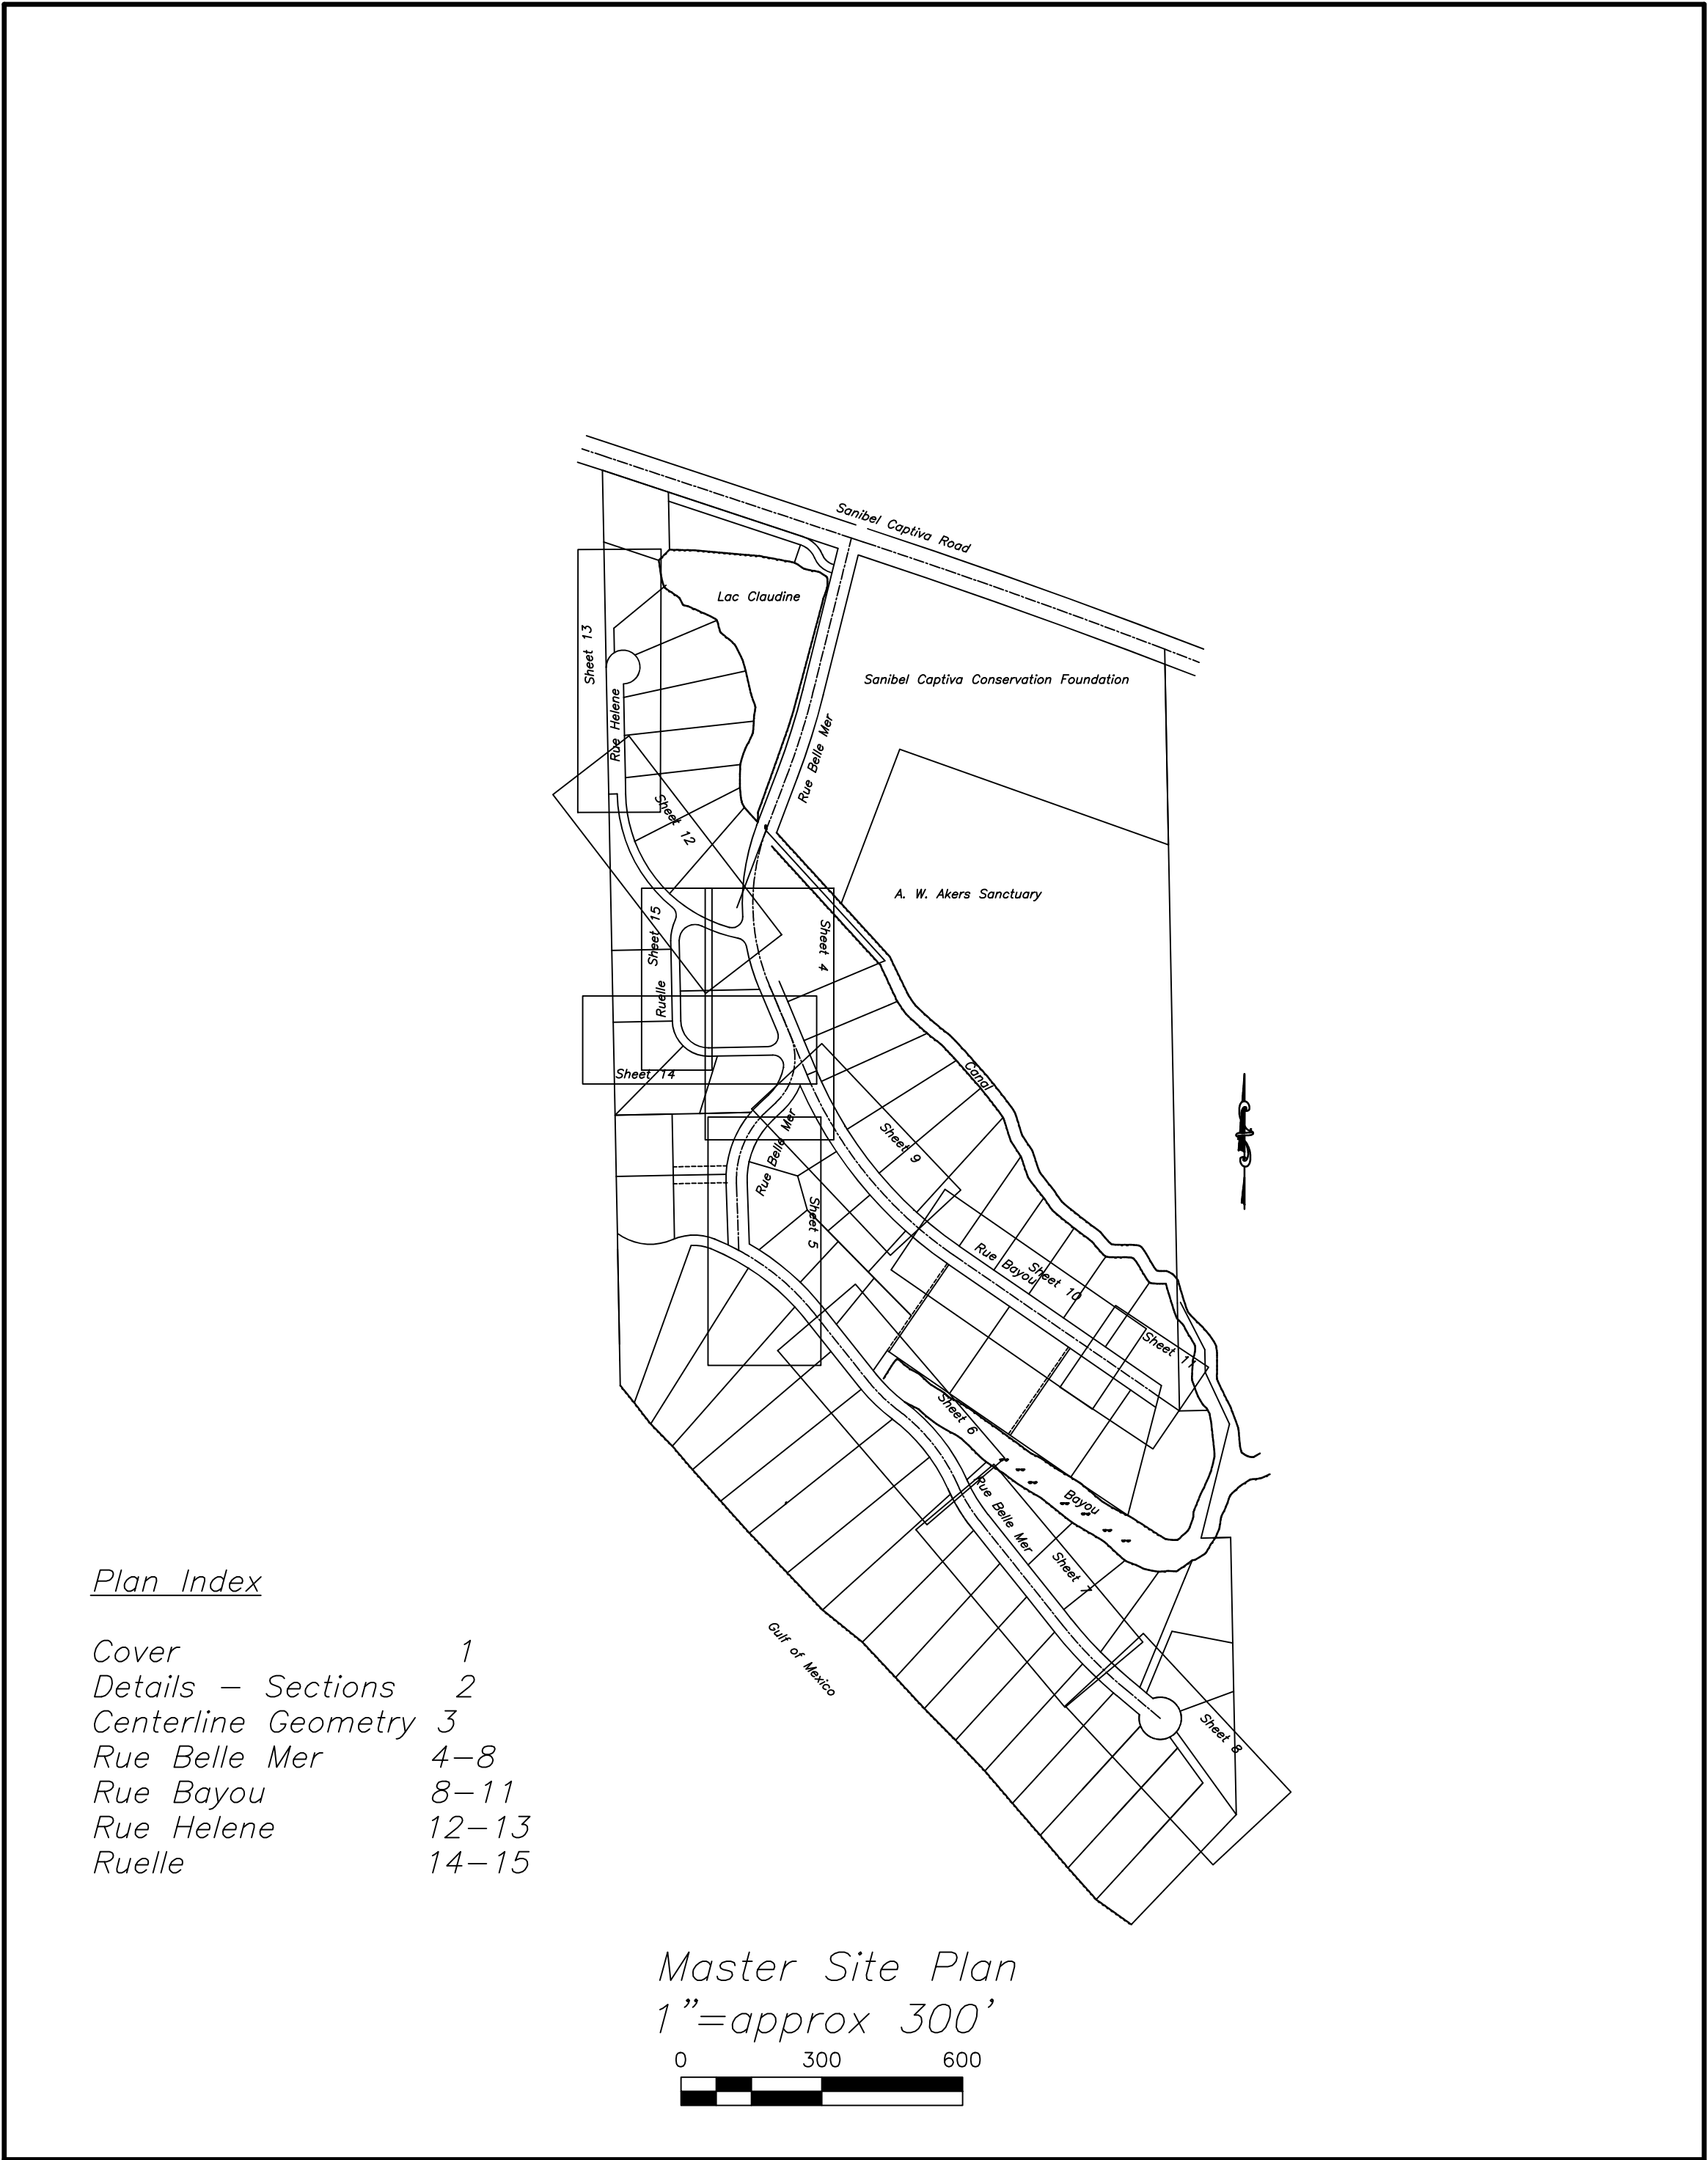 Sanibel Captiva Road
Lac Claudine
Sheet 13
Sanibel Captiva Conservation Foundation
Rue Helene
Rue Belle Mer
Sheet 12
A. W. Akers Sanctuary
Sheet 15
Sheet 4
Ruelle
Sheet 14
Canal
Sheet 9
Rue Belle Mer
Sheet 5
Rue Bayou
Sheet 10
Sheet 11
Sheet 6
Rue Belle Mer
Bayou
Sheet 7
Gulf of Mexico
Sheet 8
Plan Index
Cover 1
Details - Sections 2
Centerline Geometry 3
Rue Belle Mer 4-8
Rue Bayou 8-11
Rue Helene 12-13
Ruelle 14-15
Master Site Plan
1"=approx 300'
0 300 600